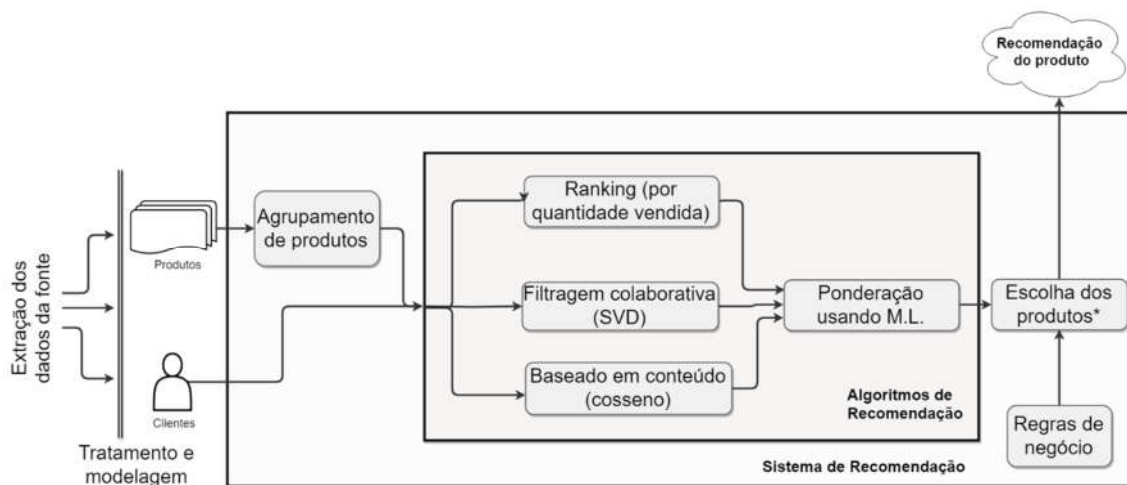 Recomendação
do produto
Ranking (por
quantidade vendida)
Agrupamento
de produtos
Produtos
Extração dos
dados da fonte
Filtragem colaborativa
(SVD)
Ponderação
usando M.L.
Escolha dos
produtos*
Baseado em conteúdo
(cosseno)
Algoritmos de
Recomendação
Clientes
Regras de
negócio
Tratamento e
modelagem
Sistema de Recomendação